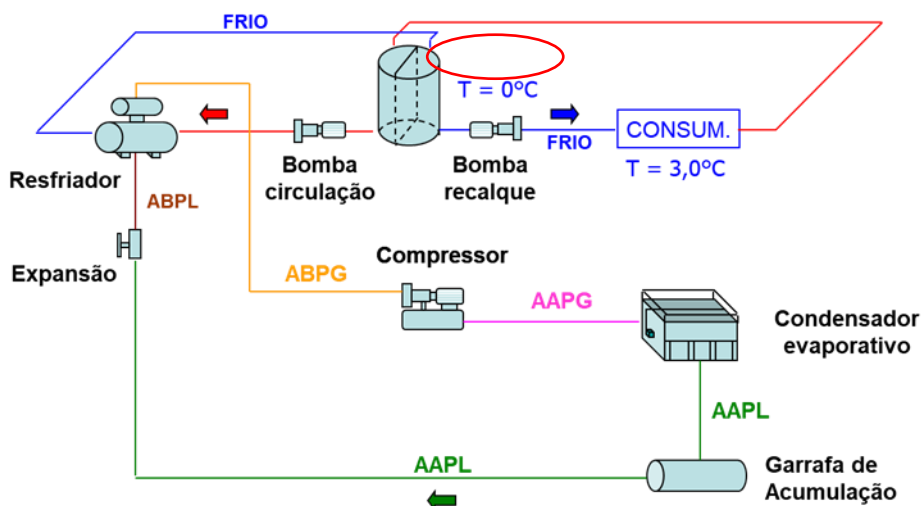 FRIO
T = 0ºC
CONSUM.
FRIO
T = 3,0ºC
Bomba
circulação
Bomba
recalque
Resfriador
ABPL
Expansão
ABPG
Compressor
AAPG
Condensador
evaporativo
AAPL
AAPL
Garrafa de
Acumulação